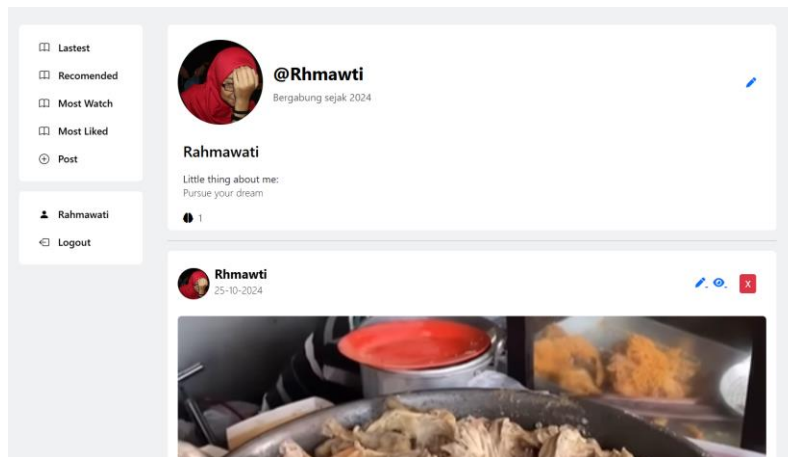 Lastest
Recomended
Most Watch
Most Liked
Post
Rahmawati
Logout
@Rhmawti
Bergabung sejak 2024
Rahmawati
Little thing about me:
Pursue your dream
1
Rhmawti
25-10-2024
X